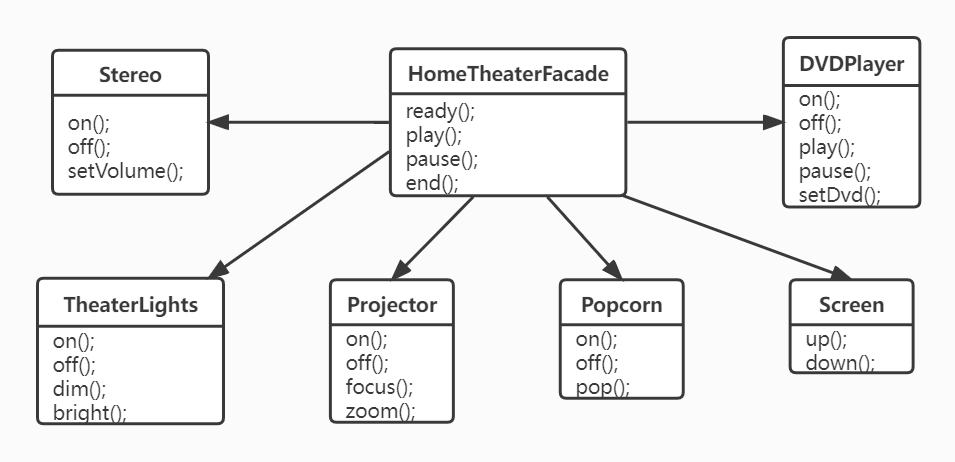 Stereo
on();
off();
setVolume();
HomeTheaterFacade
ready();
play();
pause();
end();
DVDPlayer
on();
off();
play();
pause();
setDvd();
TheaterLights
on();
off();
dim();
bright();
Projector
on();
off();
focus();
zoom();
Popcorn
on();
off();
pop();
Screen
up();
down();